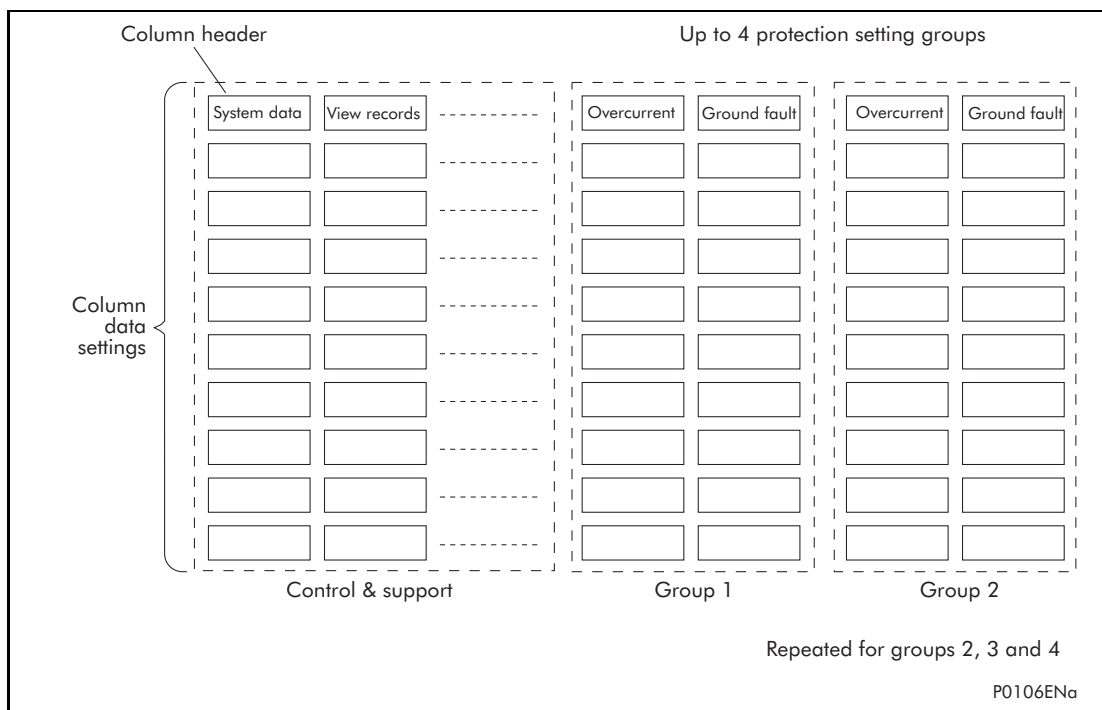 Column header
Up to 4 protection setting groups
System data
View records
Overcurrent
Ground fault
Overcurrent
Ground fault
Column
data
settings
Control & support
Group 1
Group 2
Repeated for groups 2, 3 and 4
P0106ENa